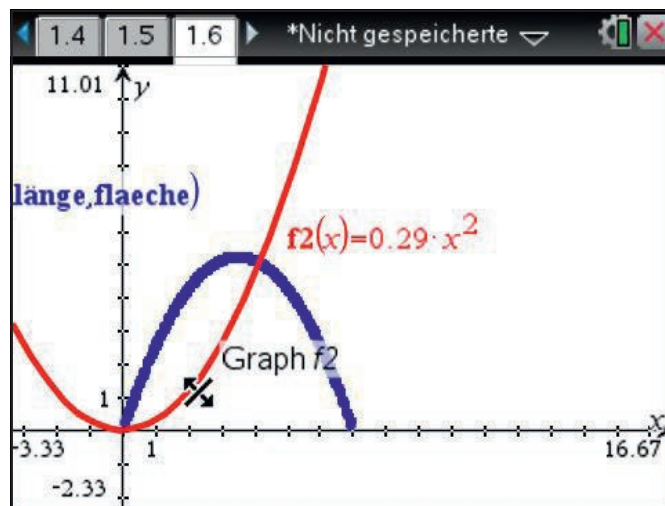 1.4 1.5 1.6 *Nicht gespeicherte
11.01 y
länge,flaeche)
f2(x)=0.29·x²
Graph f2
1
-3.33 1 16.67 x
-2.33